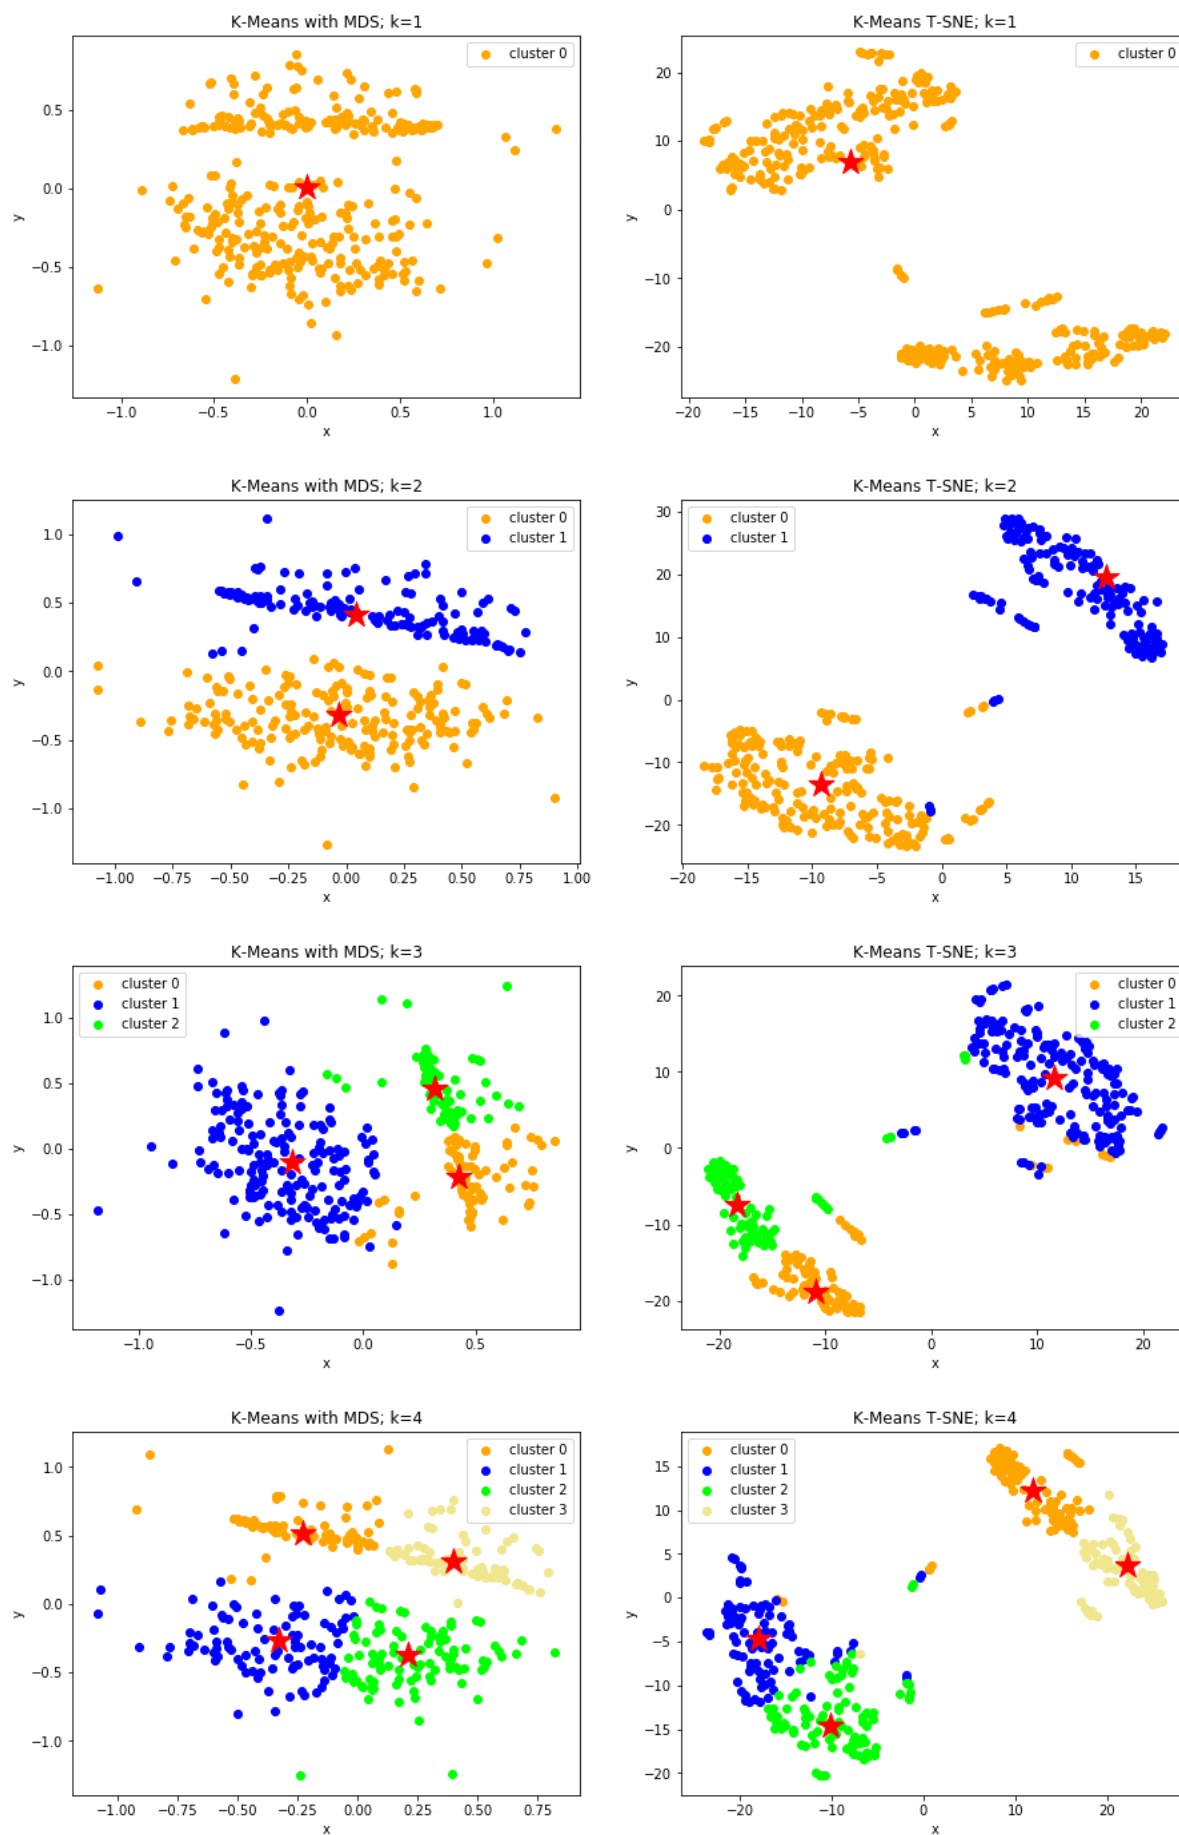 K-Means with MDS; k=1
cluster 0
0.5
0.0
−0.5
−1.0
y
−1.0
−0.5
0.0
0.5
1.0
x
K-Means T-SNE; k=1
cluster 0
20
10
0
−10
−20
y
−20
−15
−10
−5
0
5
10
15
20
x
K-Means with MDS; k=2
cluster 0
cluster 1
1.0
0.5
0.0
−0.5
−1.0
y
−1.00
−0.75
−0.50
−0.25
0.00
0.25
0.50
0.75
1.00
x
K-Means T-SNE; k=2
cluster 0
cluster 1
30
20
10
0
−10
−20
y
−20
−15
−10
−5
0
5
10
15
x
K-Means with MDS; k=3
cluster 0
cluster 1
cluster 2
1.0
0.5
0.0
−0.5
−1.0
y
−1.0
−0.5
0.0
0.5
x
K-Means T-SNE; k=3
cluster 0
cluster 1
cluster 2
20
10
0
−10
−20
y
−20
−10
0
10
20
x
K-Means with MDS; k=4
cluster 0
cluster 1
cluster 2
cluster 3
1.0
0.5
0.0
−0.5
−1.0
y
−1.00
−0.75
−0.50
−0.25
0.00
0.25
0.50
0.75
x
K-Means T-SNE; k=4
cluster 0
cluster 1
cluster 2
cluster 3
15
10
5
0
−5
−10
−15
−20
y
−20
−10
0
10
20
x